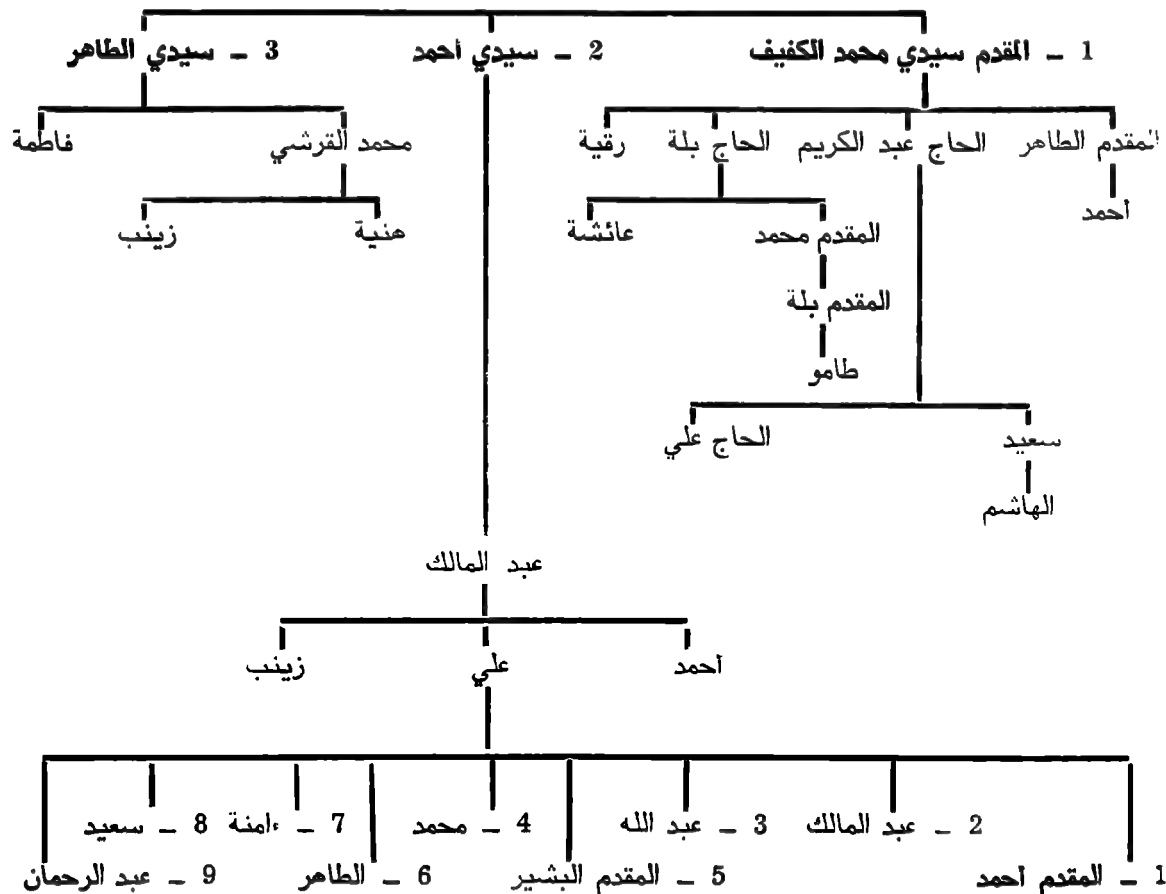 1 ـ المقدم سيدي محمد الكفيف 2 ـ سيدي أحمد 3 ـ سيدي الطاهر
المقدم الطاهر الحاج عبد الكريم الحاج بلة رقية محمد القرشي فاطمة
أحمد المقدم محمد عائشة هنية زينب
المقدم بلة
طامو
سعيد الحاج علي
الهاشم
عبد المالك
أحمد علي زينب
2 ـ عبد المالك 3 ـ عبد الله 4 ـ محمد 7 ـ ءامنة 8 ـ سعيد
1 ـ المقدم أحمد 5 ـ المقدم البشير 6 ـ الطاهر 9 ـ عبد الرحمان